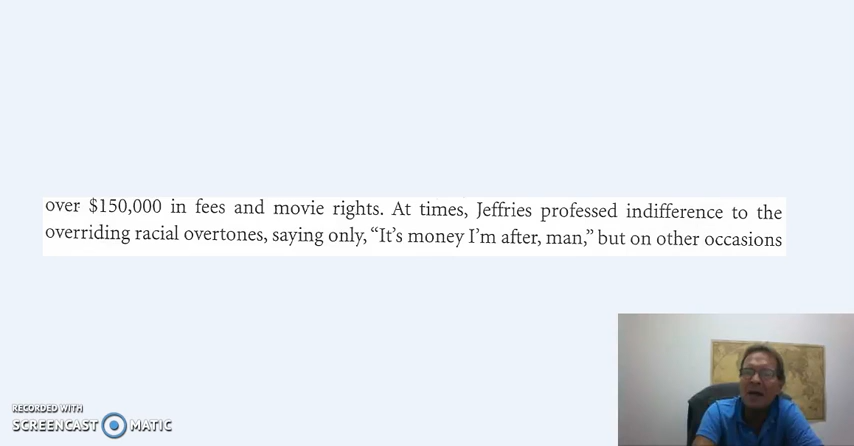 over $150,000 in fees and movie rights. At times, Jeffries professed indifference to the
overriding racial overtones, saying only, “It’s money I’m after, man,” but on other occasions
RECORDED WITH
SCREENCAST MATIC